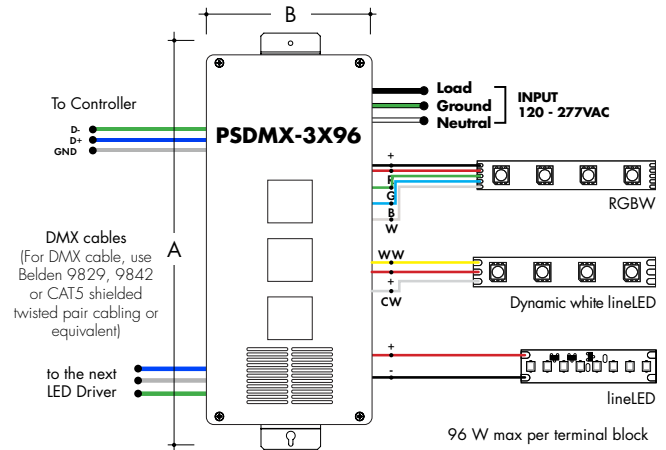 B
To Controller
D-
D+
GND
PSDMX-3X96
Load
Ground
Neutral
INPUT
120 - 277VAC
+
R
G
B
W
RGBW
DMX cables
(For DMX cable, use
Belden 9829, 9842
or CAT5 shielded
twisted pair cabling or
equivalent)
A
WW
+
CW
Dynamic white lineLED
to the next
LED Driver
+
-
lineLED
96 W max per terminal block